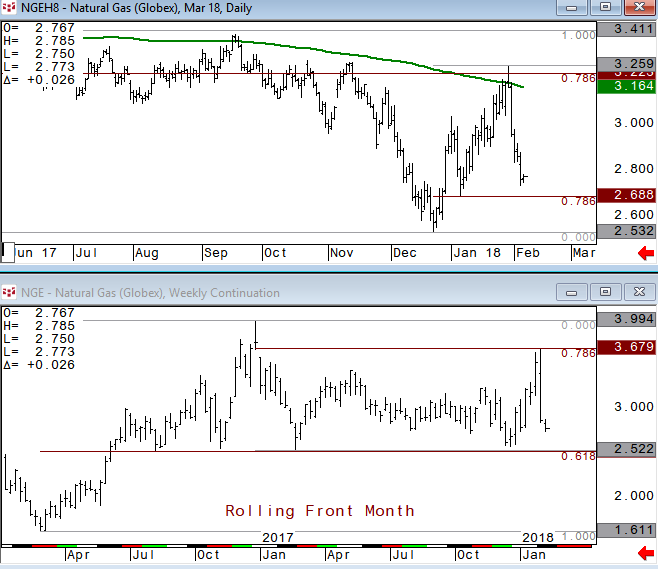 NGEH8 - Natural Gas (Globex), Mar 18, Daily
O= 2.767
H= 2.785
L= 2.750
L= 2.773
Δ= +0.026
1.000
0.786
0.786
0.000
3.411
3.259
3.223
3.164
3.000
2.800
2.688
2.600
2.532
Jun 17 Jul Aug Sep Oct Nov Dec Jan 18 Feb Mar
NGE - Natural Gas (Globex), Weekly Continuation
O= 2.767
H= 2.785
L= 2.750
L= 2.773
Δ= +0.026
0.000
0.786
0.618
1.000
3.994
3.679
3.000
2.522
2.000
1.611
Rolling Front Month
2017 2018
Apr Jul Oct Jan Apr Jul Oct Jan